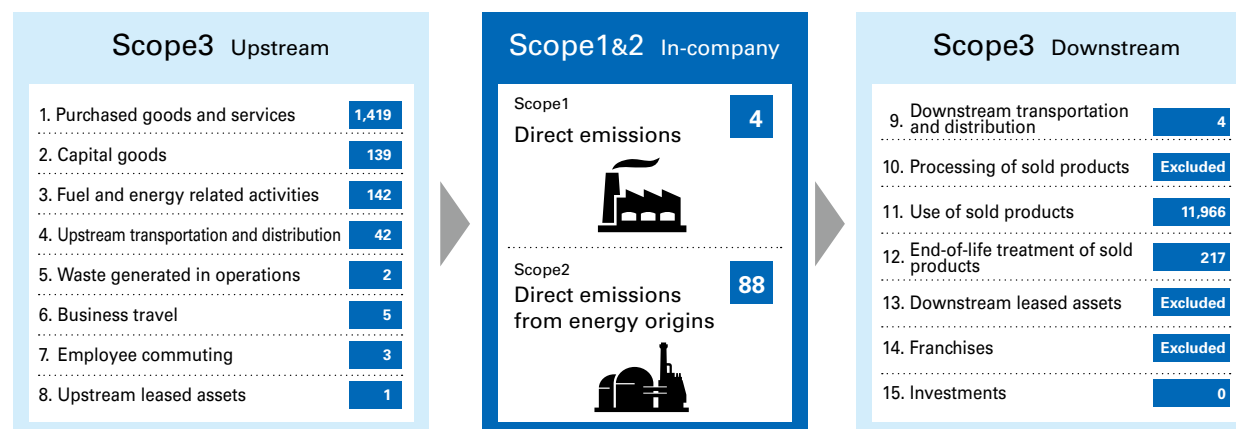 Scope3 Upstream
1. Purchased goods and services 1,419
2. Capital goods 139
3. Fuel and energy related activities 142
4. Upstream transportation and distribution 42
5. Waste generated in operations 2
6. Business travel 5
7. Employee commuting 3
8. Upstream leased assets 1
Scope1&2 In-company
Scope1
Direct emissions 4
Scope2
Direct emissions
from energy origins
88
Scope3 Downstream
9. Downstream transportation
and distribution 4
10. Processing of sold products Excluded
11. Use of sold products 11,966
12. End-of-life treatment of sold
products 217
13. Downstream leased assets Excluded
14. Franchises Excluded
15. Investments 0